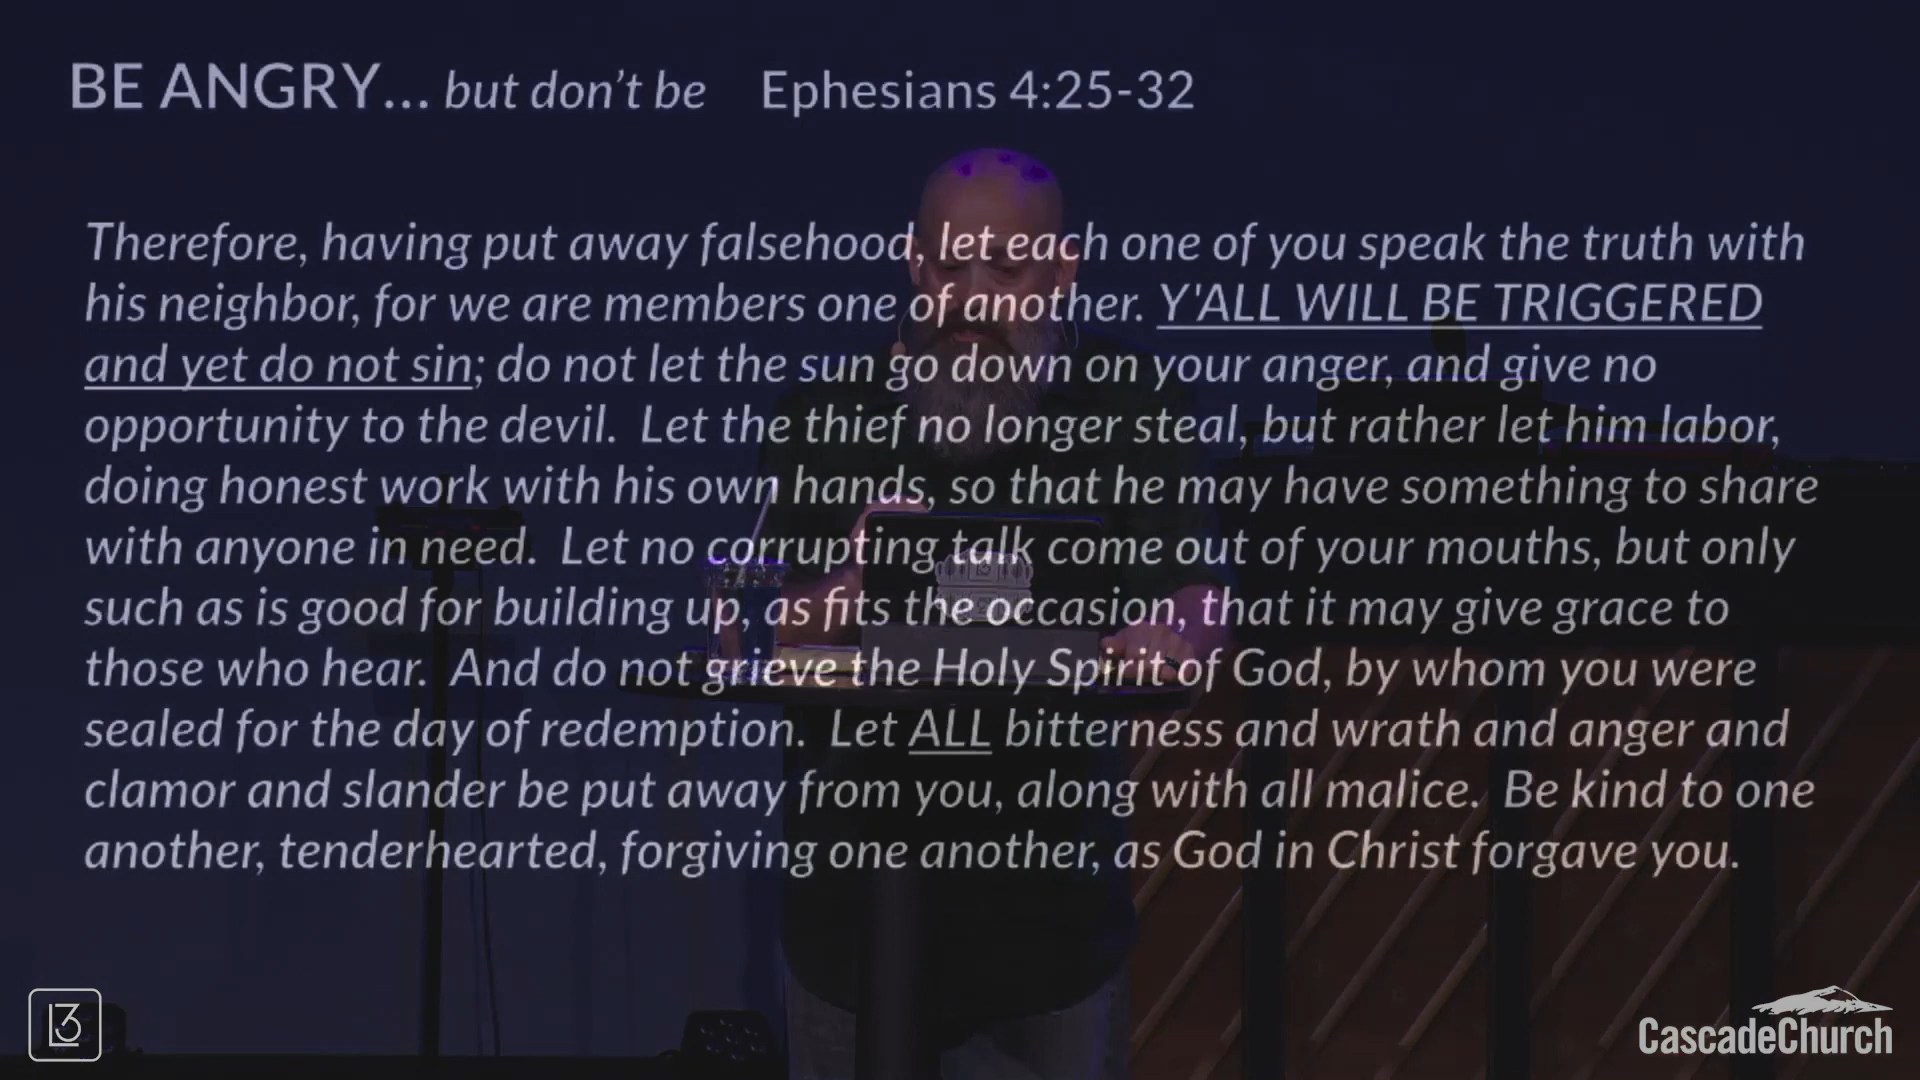 BE ANGRY... but don't be Ephesians 4:25-32
Therefore, having put away falsehood, let each one of you speak the truth with
his neighbor, for we are members one of another. Y'ALL WILL BE TRIGGERED
and yet do not sin; do not let the sun go down on your anger, and give no
opportunity to the devil. Let the thief no longer steal, but rather let him labor,
doing honest work with his own hands, so that he may have something to share
with anyone in need. Let no corrupting talk come out of your mouths, but only
such as is good for building up, as fits the occasion, that it may give grace to
those who hear. And do not grieve the Holy Spirit of God, by whom you were
sealed for the day of redemption. Let ALL bitterness and wrath and anger and
clamor and slander be put away from you, along with all malice. Be kind to one
another, tenderhearted, forgiving one another, as God in Christ forgave you.
L3
CascadeChurch